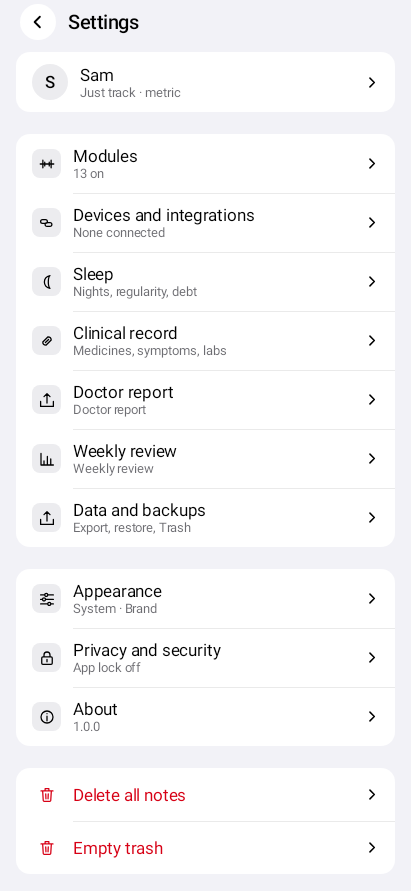 Settings
S
Sam
Just track · metric
Modules
13 on
Devices and integrations
None connected
Sleep
Nights, regularity, debt
Clinical record
Medicines, symptoms, labs
Doctor report
Doctor report
Weekly review
Weekly review
Data and backups
Export, restore, Trash
Appearance
System · Brand
Privacy and security
App lock off
About
1.0.0
Delete all notes
Empty trash